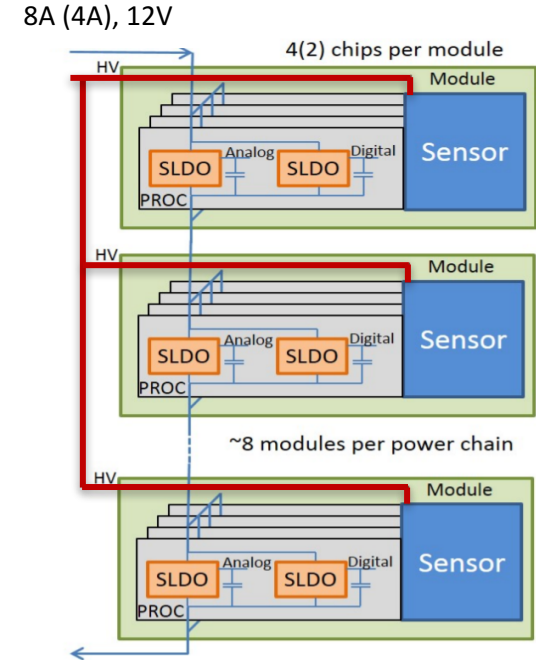 8A (4A), 12V
4(2) chips per module
HV
Module
Analog
Digital
Sensor
SLDO
SLDO
PROC
HV
Module
Analog
Digital
Sensor
SLDO
SLDO
PROC
~8 modules per power chain
HV
Module
Analog
Digital
Sensor
SLDO
SLDO
PROC